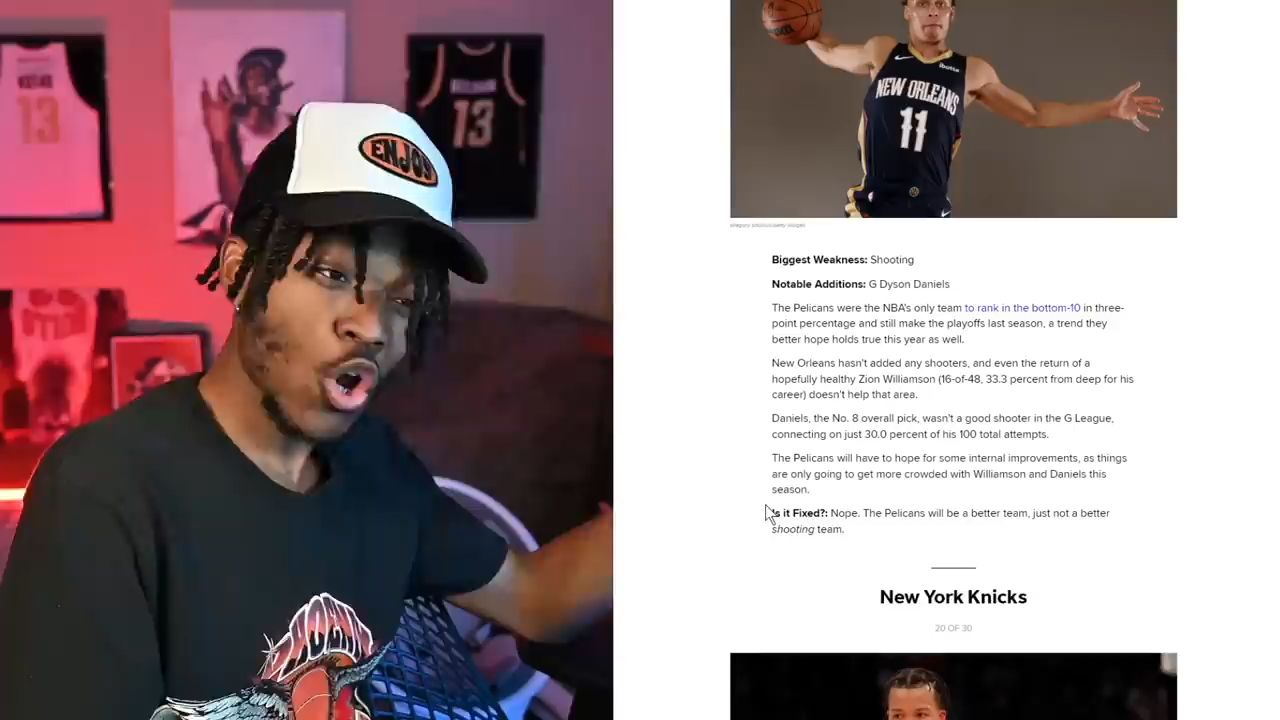 13
13
ENJOY
NEW ORLEANS
11
Biggest Weakness: Shooting
Notable Additions: G Dyson Daniels
The Pelicans were the NBA's only team to rank in the bottom-10 in three-
point percentage and still make the playoffs last season, a trend they
better hope holds true this year as well.
New Orleans hasn't added any shooters, and even the return of a
hopefully healthy Zion Williamson (16-of-48, 33.3 percent from deep for his
career) doesn't help that area.
Daniels, the No. 8 overall pick, wasn't a good shooter in the G League,
connecting on just 30.0 percent of his 100 total attempts.
The Pelicans will have to hope for some internal improvements, as things
are only going to get more crowded with Williamson and Daniels this
season.
Is it Fixed?: Nope. The Pelicans will be a better team, just not a better
shooting team.
New York Knicks
20 OF 30